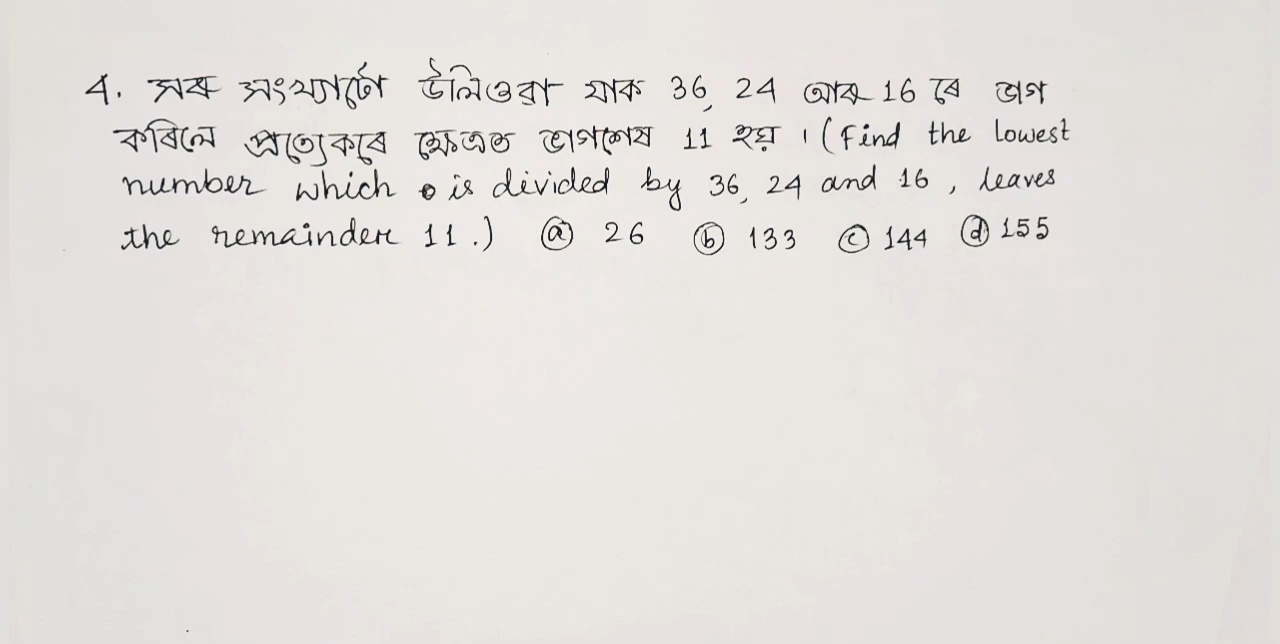 4. সৰু সংখ্যাটো উলিওৱা যাক 36, 24 আৰু 16 ৰে ভাগ
কৰিলে প্ৰত্যেকৰে ক্ষেত্ৰত ভাগশেষ 11 হয় । (Find the lowest
number which is divided by 36, 24 and 16 , leaves
the remainder 11 .) ⓐ 26 ⓑ 133 ⓒ 144 ⓓ 155